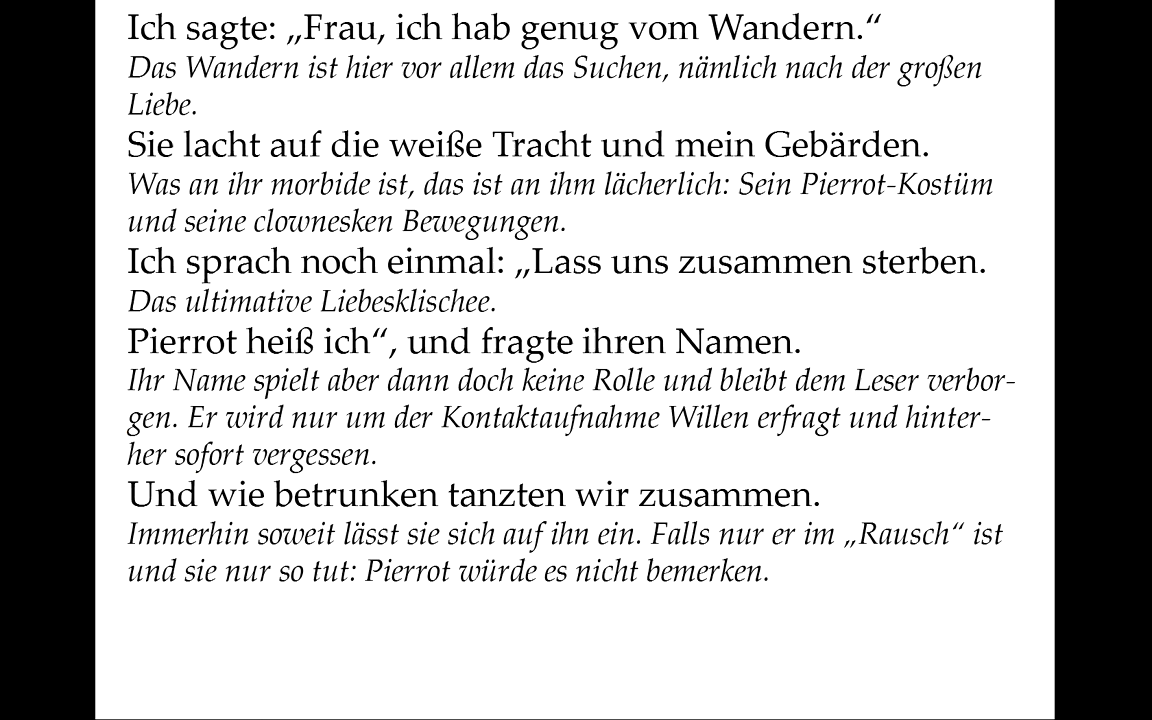 Ich sagte: „Frau, ich hab genug vom Wandern.“
Das Wandern ist hier vor allem das Suchen, nämlich nach der großen
Liebe.
Sie lacht auf die weiße Tracht und mein Gebärden.
Was an ihr morbide ist, das ist an ihm lächerlich: Sein Pierrot-Kostüm
und seine clownesken Bewegungen.
Ich sprach noch einmal: „Lass uns zusammen sterben.
Das ultimative Liebesklischee.
Pierrot heiß ich“, und fragte ihren Namen.
Ihr Name spielt aber dann doch keine Rolle und bleibt dem Leser verbor-
gen. Er wird nur um der Kontaktaufnahme Willen erfragt und hinter-
her sofort vergessen.
Und wie betrunken tanzten wir zusammen.
Immerhin soweit lässt sie sich auf ihn ein. Falls nur er im „Rausch“ ist
und sie nur so tut: Pierrot würde es nicht bemerken.